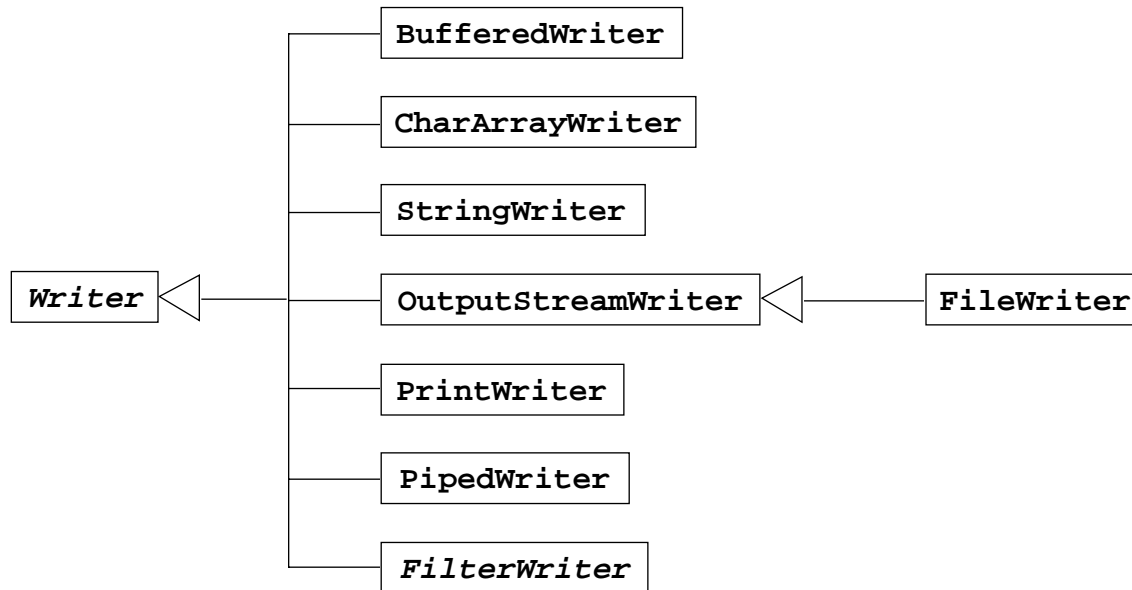 BufferedWriter
CharArrayWriter
StringWriter
Writer
OutputStreamWriter
FileWriter
PrintWriter
PipedWriter
FilterWriter